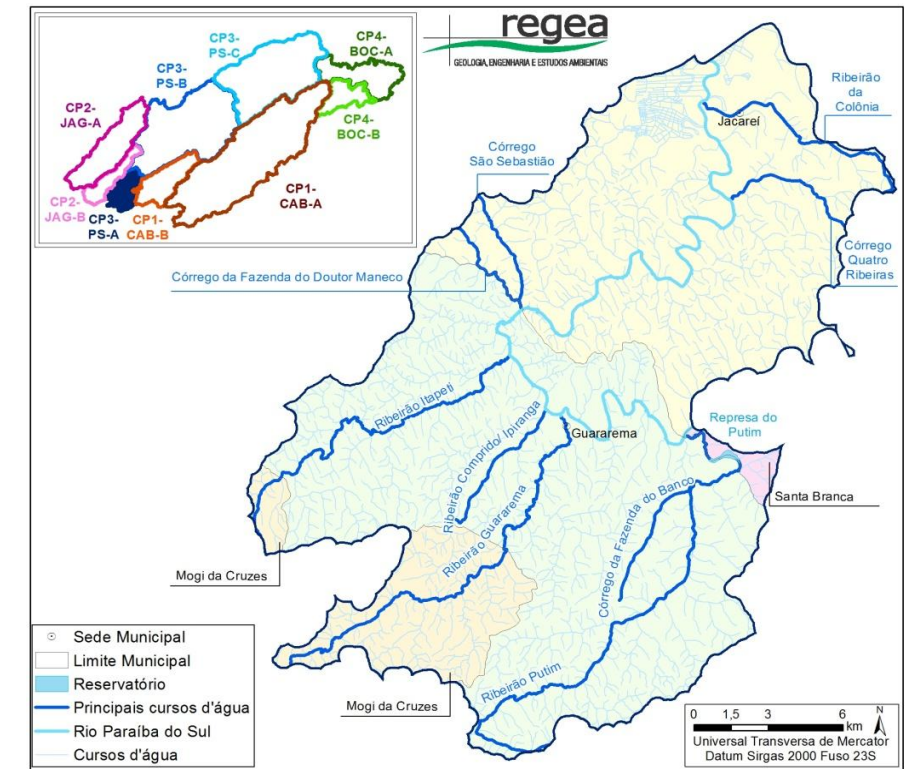 regea
GEOLOGIA, ENGENHARIA E ESTUDOS AMBIENTAIS
CP3-
PS-C
CP4-
BOC-A
CP3-
PS-B
CP2-
JAG-A
CP4-
BOC-B
CP1-
CAB-A
CP2-
JAG-B
CP3-
PS-A
CP1-
CAB-B
Ribeirão
da
Colônia
Jacareí
Córrego
São Sebastião
Córrego
Quatro
Ribeiras
Córrego da Fazenda do Doutor Maneco
Ribeirão Itapeti
Ribeirão Comprido/ Ipiranga
Guararema
Represa do
Putim
Ribeirão Guararema
Córrego da Fazenda do Banco
Santa Branca
Mogi da Cruzes
Ribeirão Putim
Mogi da Cruzes
Sede Municipal
Limite Municipal
Reservatório
Principais cursos d'água
Rio Paraíba do Sul
Cursos d'água
0 1,5 3 6
km
N
Universal Transversa de Mercator
Datum Sirgas 2000 Fuso 23S